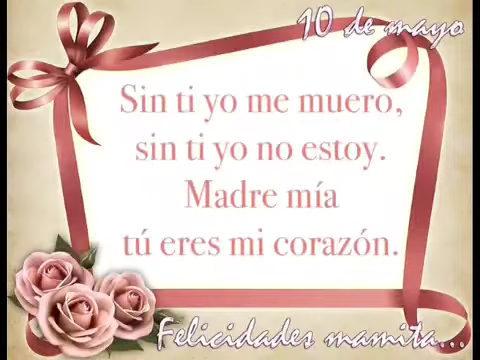 10 de mayo
Sin ti yo me muero,
sin ti yo no estoy.
Madre mía
tú eres mi corazón.
Felicidades mamita...